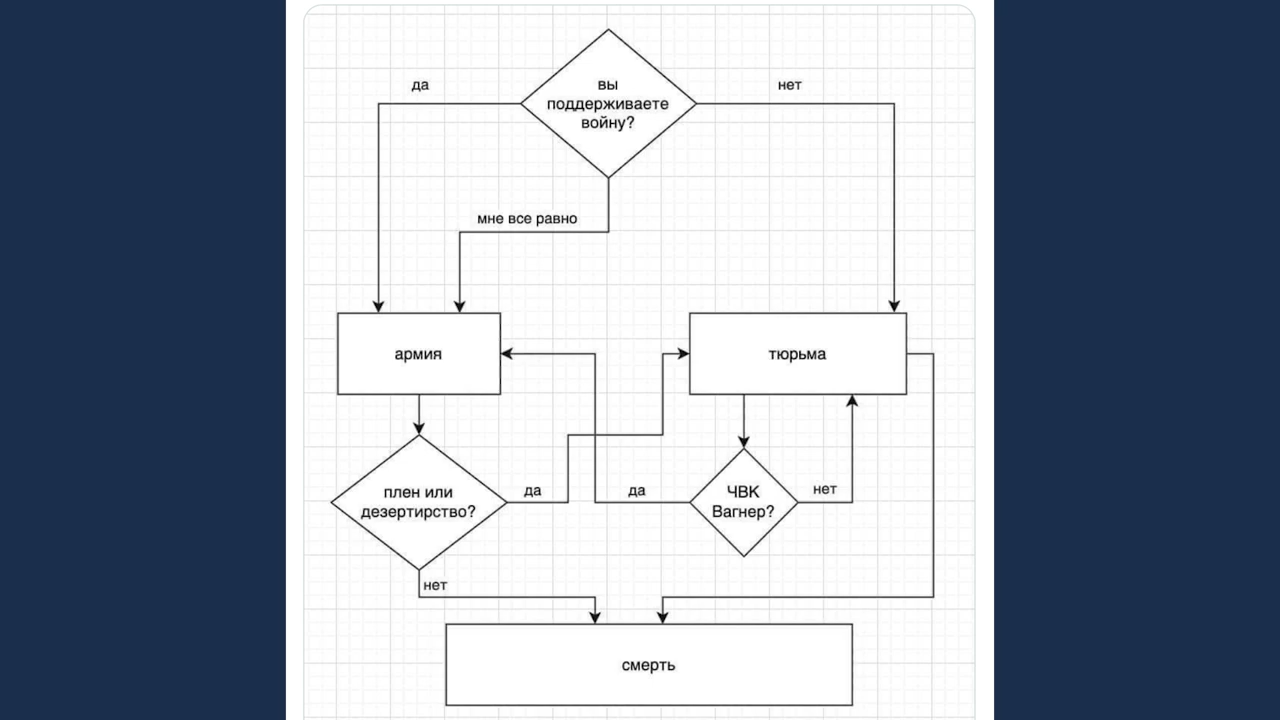 да
вы
поддерживаете
войну?
нет
мне все равно
армия
тюрьма
плен или
дезертирство?
да
да
ЧВК
Вагнер?
нет
нет
смерть